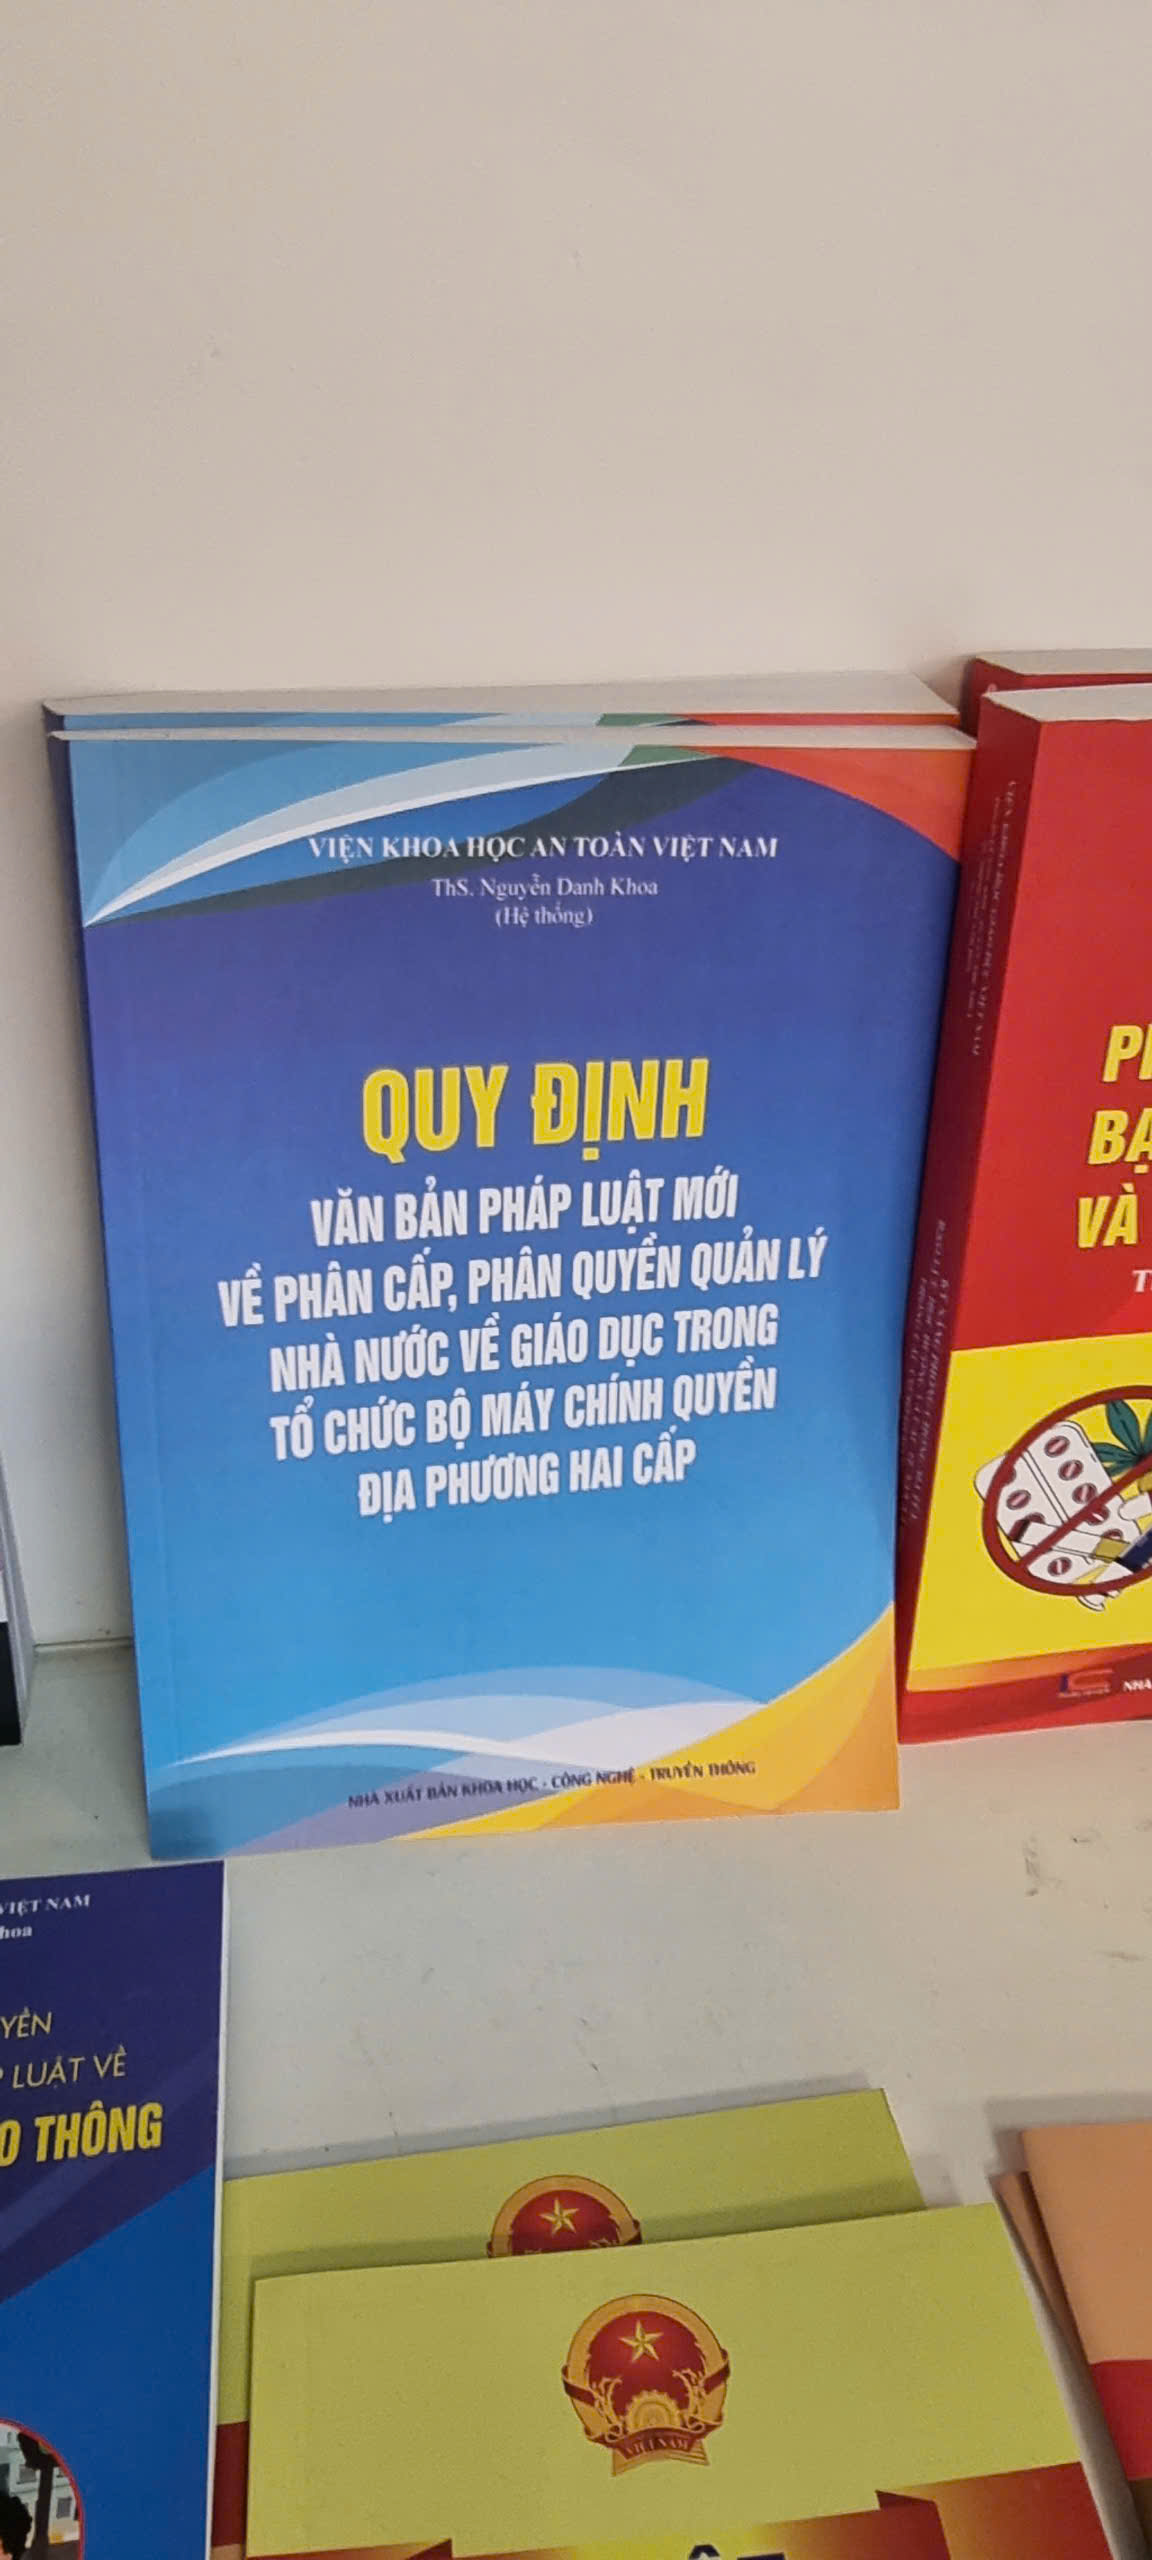 VIỆN KHOA HỌC AN TOÀN VIỆT NAM
ThS. Nguyễn Danh Khoa
(Hệ thống)
QUY ĐỊNH
VĂN BẢN PHÁP LUẬT MỚI
VỀ PHÂN CẤP, PHÂN QUYỀN QUẢN LÝ
NHÀ NƯỚC VỀ GIÁO DỤC TRONG
TỔ CHỨC BỘ MÁY CHÍNH QUYỀN
ĐỊA PHƯƠNG HAI CẤP
NHÀ XUẤT BẢN KHOA HỌC - CÔNG NGHỆ - TRUYỀN THÔNG
VÀ
NHÀ
VIỆT NAM
LUẬT VỀ
THÔNG
VIỆT NAM